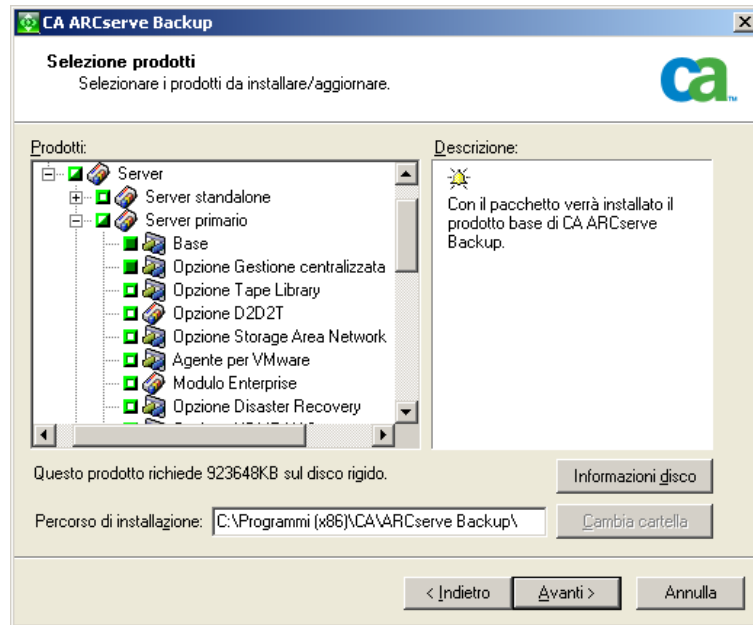 CA ARCserve Backup
Selezione prodotti
Selezionare i prodotti da installare/aggiornare.
ca™
Prodotti:
Server
Server standalone
Server primario
Base
Opzione Gestione centralizzata
Opzione Tape Library
Opzione D2D2T
Opzione Storage Area Network
Agente per VMware
Modulo Enterprise
Opzione Disaster Recovery
Descrizione:
Con il pacchetto verrà installato il
prodotto base di CA ARCserve
Backup.
Questo prodotto richiede 923648KB sul disco rigido.
Informazioni disco
Percorso di installazione: C:\Programmi (x86)\CA\ARCserve Backup\
Cambia cartella
< Indietro
Avanti >
Annulla